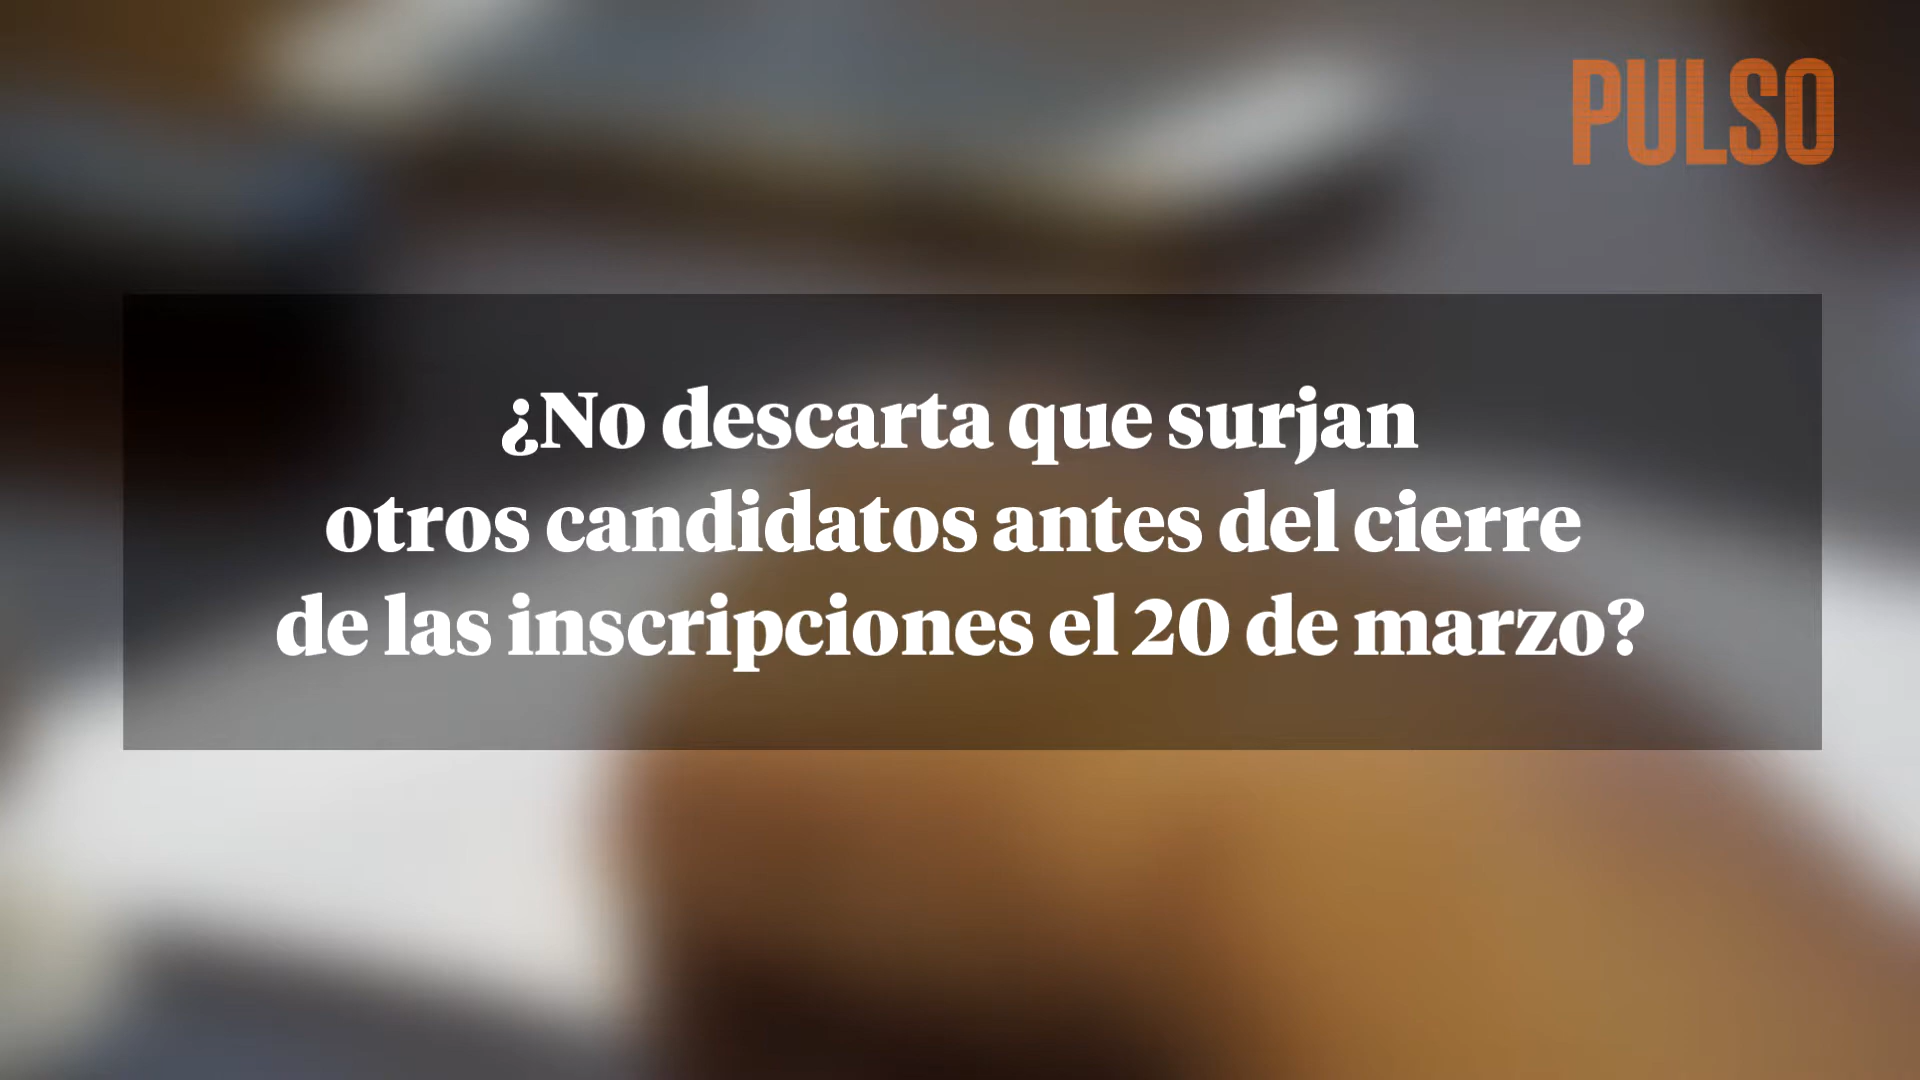 PULSO
¿No descarta que surjan
otros candidatos antes del cierre
de las inscripciones el 20 de marzo?